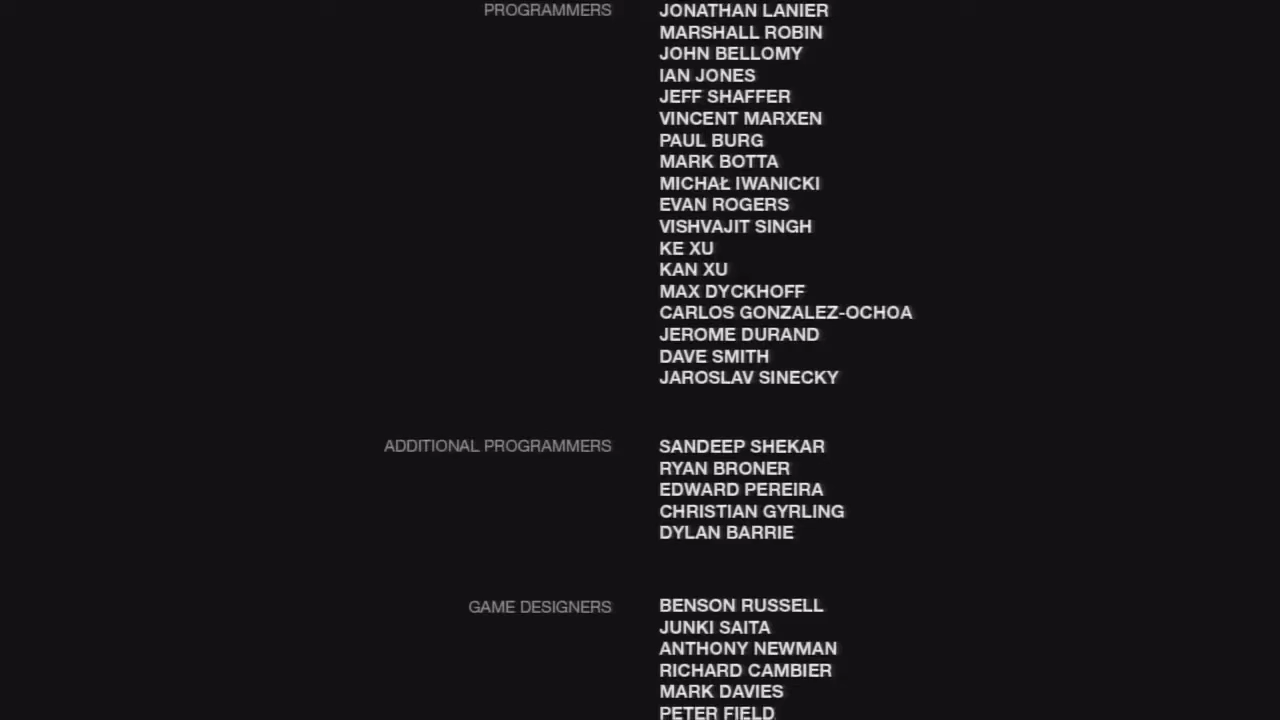 PROGRAMMERS JONATHAN LANIER
MARSHALL ROBIN
JOHN BELLOMY
IAN JONES
JEFF SHAFFER
VINCENT MARXEN
PAUL BURG
MARK BOTTA
MICHAŁ IWANICKI
EVAN ROGERS
VISHVAJIT SINGH
KE XU
KAN XU
MAX DYCKHOFF
CARLOS GONZALEZ-OCHOA
JEROME DURAND
DAVE SMITH
JAROSLAV SINECKY
ADDITIONAL PROGRAMMERS SANDEEP SHEKAR
RYAN BRONER
EDWARD PEREIRA
CHRISTIAN GYRLING
DYLAN BARRIE
GAME DESIGNERS BENSON RUSSELL
JUNKI SAITA
ANTHONY NEWMAN
RICHARD CAMBIER
MARK DAVIES
PETER FIELD